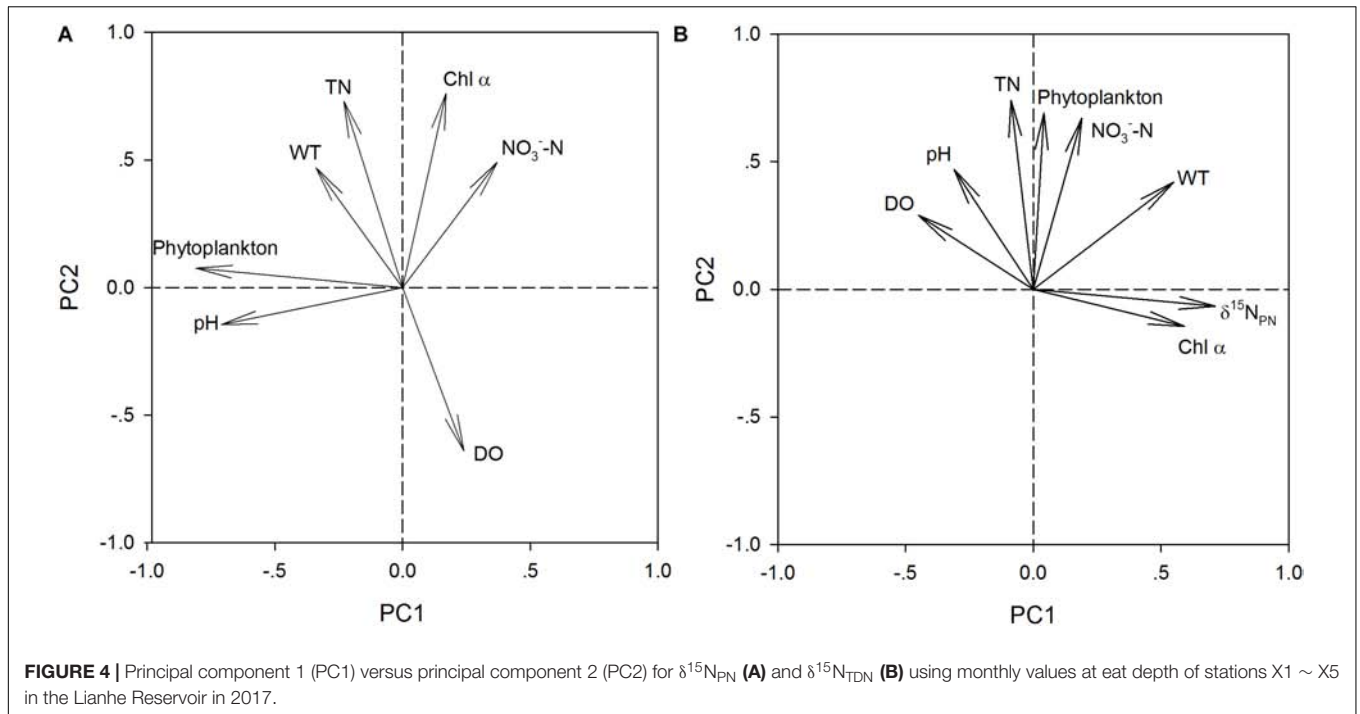 A
1.0
.5
0.0
-.5
-1.0
PC2
TN
Chl α
WT
NO₃⁻-N
Phytoplankton
pH
DO
-1.0
-.5
0.0
.5
1.0
PC1
B
1.0
.5
0.0
-.5
-1.0
PC2
TN
Phytoplankton
NO₃⁻-N
pH
WT
DO
δ¹⁵N_PN
Chl α
-1.0
-.5
0.0
.5
1.0
PC1
FIGURE 4 | Principal component 1 (PC1) versus principal component 2 (PC2) for δ¹⁵N_PN (A) and δ¹⁵N_TDN (B) using monthly values at eat depth of stations X1 ∼ X5
in the Lianhe Reservoir in 2017.